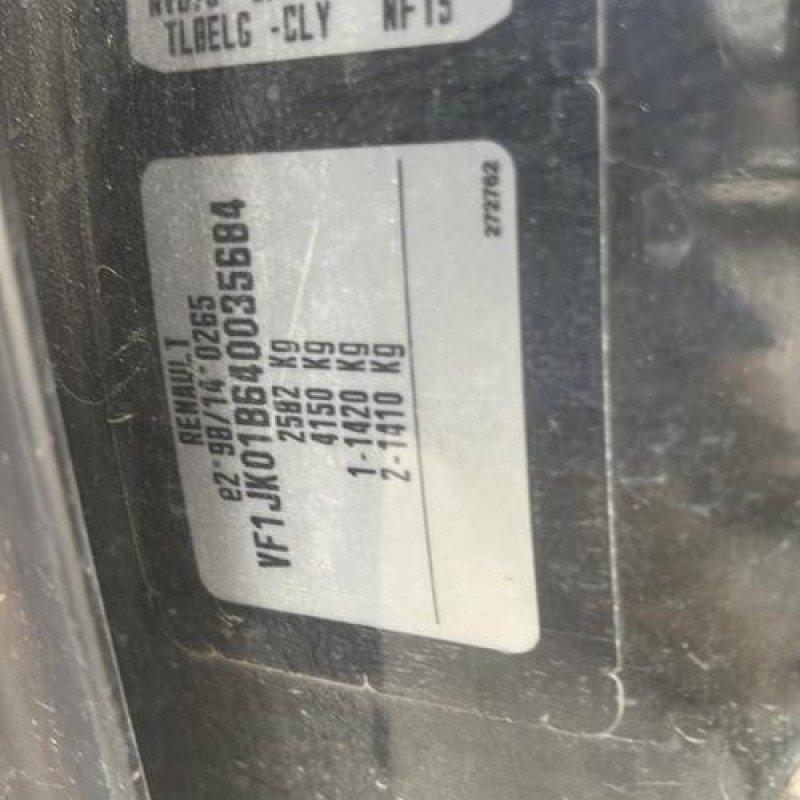 TLBELG -CLY NF15
RENAULT
e2*98/14*0265
VF1JK01B640035684
2582 Kg
4150 Kg
1-1420 Kg
2-1410 Kg
272762